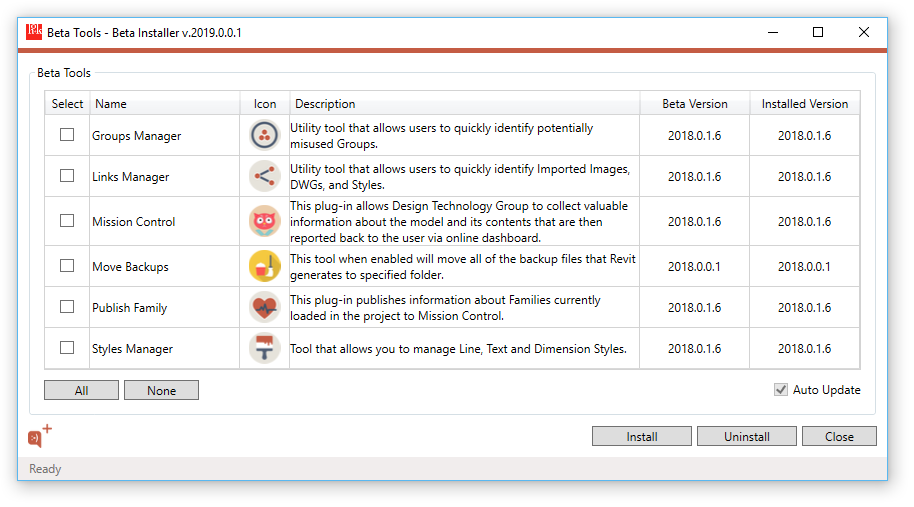 Beta Tools - Beta Installer v.2019.0.0.1
Beta Tools
Select Name Icon Description Beta Version Installed Version
Groups Manager Utility tool that allows users to quickly identify potentially misused Groups. 2018.0.1.6 2018.0.1.6
Links Manager Utility tool that allows users to quickly identify Imported Images, DWGs, and Styles. 2018.0.1.6 2018.0.1.6
Mission Control This plug-in allows Design Technology Group to collect valuable information about the model and its contents that are then reported back to the user via online dashboard. 2018.0.1.6 2018.0.1.6
Move Backups This tool when enabled will move all of the backup files that Revit generates to specified folder. 2018.0.0.1 2018.0.0.1
Publish Family This plug-in publishes information about Families currently loaded in the project to Mission Control. 2018.0.1.6 2018.0.1.6
Styles Manager Tool that allows you to manage Line, Text and Dimension Styles. 2018.0.1.6 2018.0.1.6
All None Auto Update
Install Uninstall Close
Ready